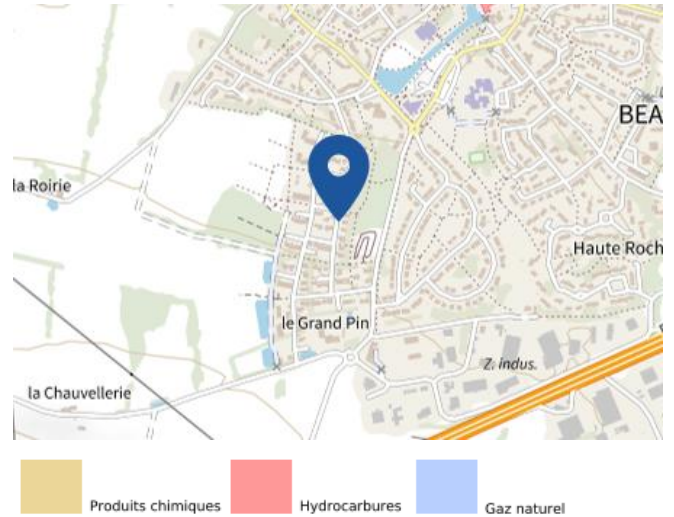 BEA
la Roirie
Haute Roch
le Grand Pin
Z. indus.
la Chauvellerie
Produits chimiques
Hydrocarbures
Gaz naturel